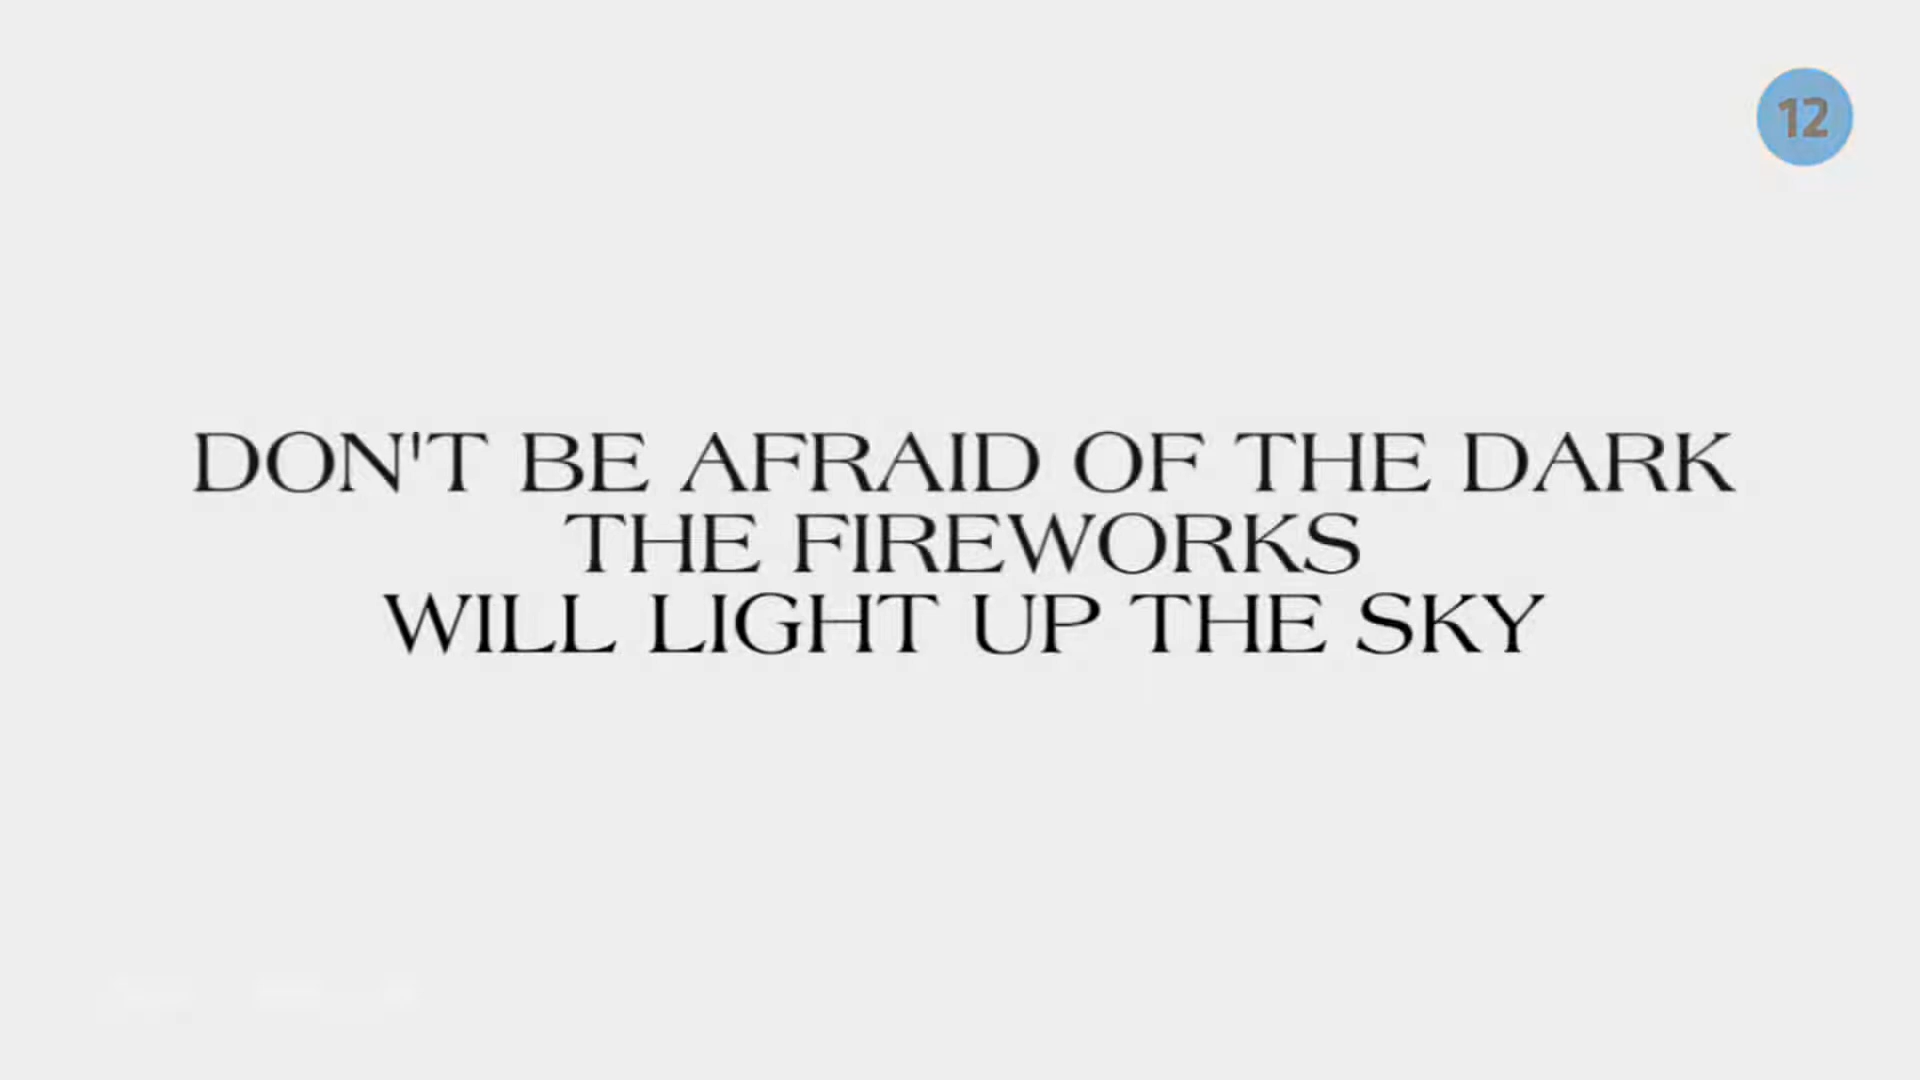 12
DON'T BE AFRAID OF THE DARK
THE FIREWORKS
WILL LIGHT UP THE SKY